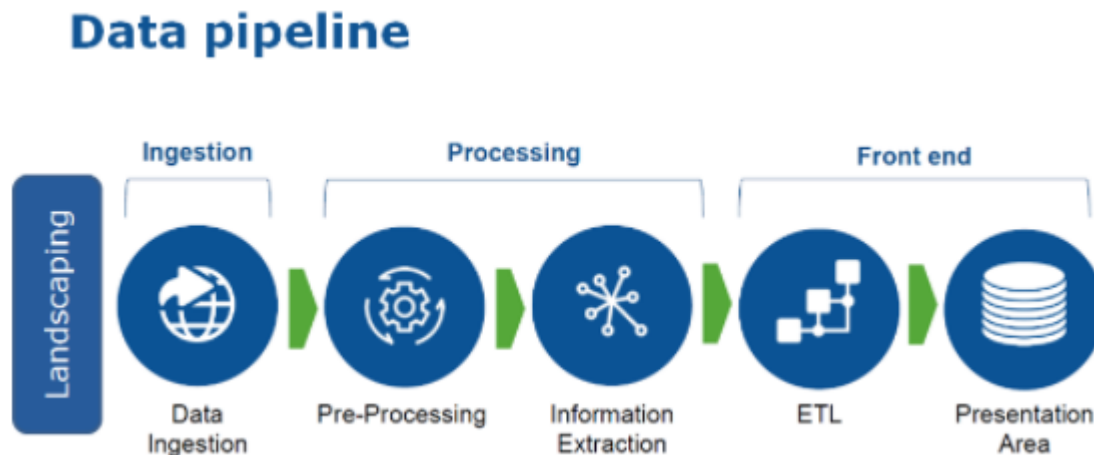 Data pipeline
Ingestion
Processing
Front end
Landscaping
Data
Ingestion
Pre-Processing
Information
Extraction
ETL
Presentation
Area